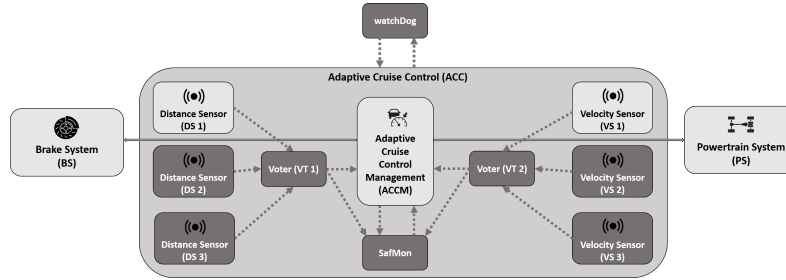 watchDog
Adaptive Cruise Control (ACC)
Distance Sensor
(DS 1)
Velocity Sensor
(VS 1)
Brake System
(BS)
Adaptive
Cruise
Control
Management
(ACCM)
Powertrain System
(PS)
Distance Sensor
(DS 2)
Voter (VT 1)
Voter (VT 2)
Velocity Sensor
(VS 2)
Distance Sensor
(DS 3)
SafMon
Velocity Sensor
(VS 3)